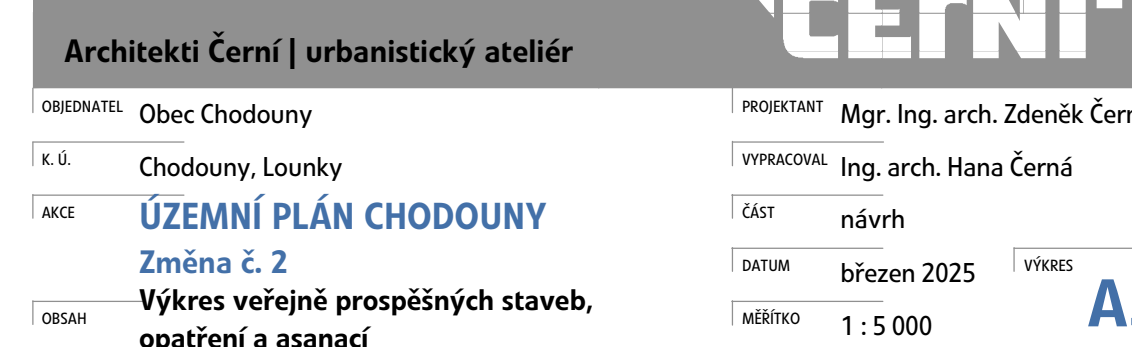 ČERNÍ
Architekti Černí | urbanistický ateliér
OBJEDNATEL Obec Chodouny
K. Ú. Chodouny, Lounky
AKCE ÚZEMNÍ PLÁN CHODOUNY
Změna č. 2
OBSAH Výkres veřejně prospěšných staveb,
opatření a asanací
PROJEKTANT Mgr. Ing. arch. Zdeněk
VYPRACOVAL Ing. arch. Hana Černá
ČÁST návrh
DATUM březen 2025
VÝKRES A.
MĚŘÍTKO 1 : 5 000